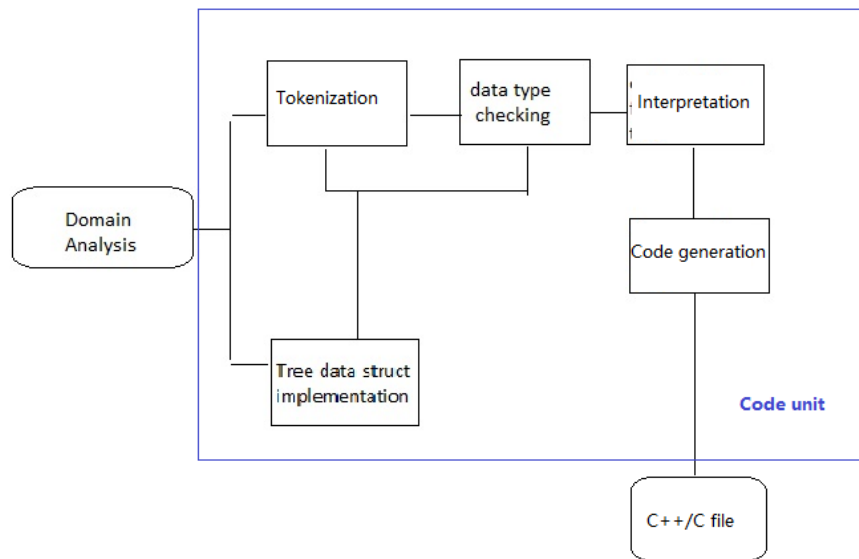 Tokenization
data type
checking
Interpretation
Domain
Analysis
Code generation
Tree data struct
implementation
Code unit
C++/C file